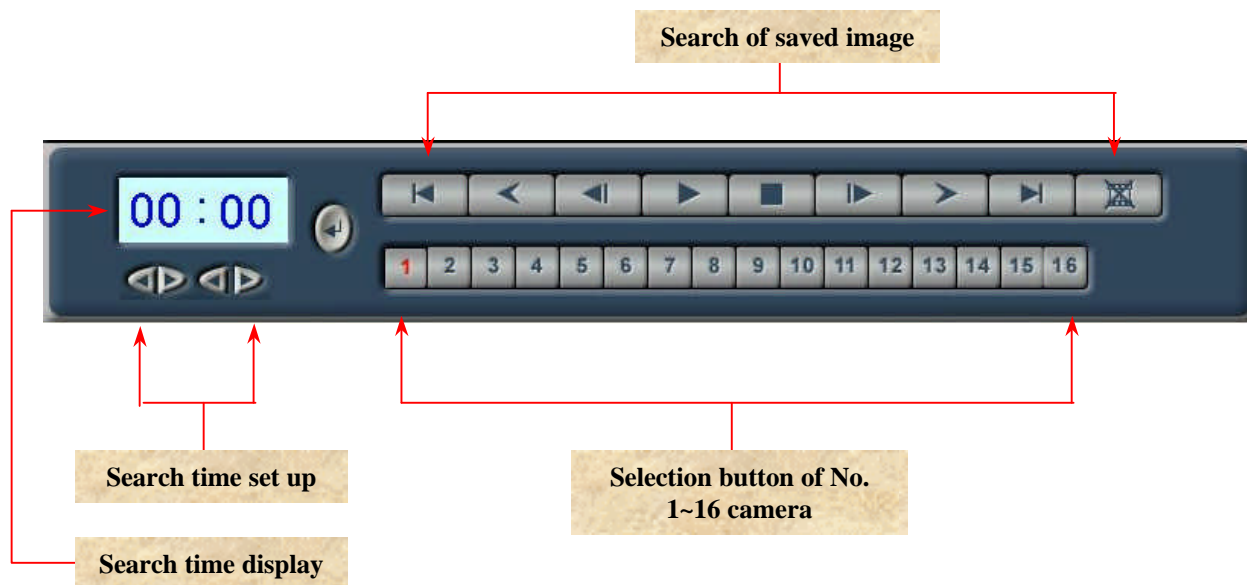 Search of saved image
00 : 00
1 2 3 4 5 6 7 8 9 10 11 12 13 14 15 16
Search time set up
Selection button of No.
1~16 camera
Search time display